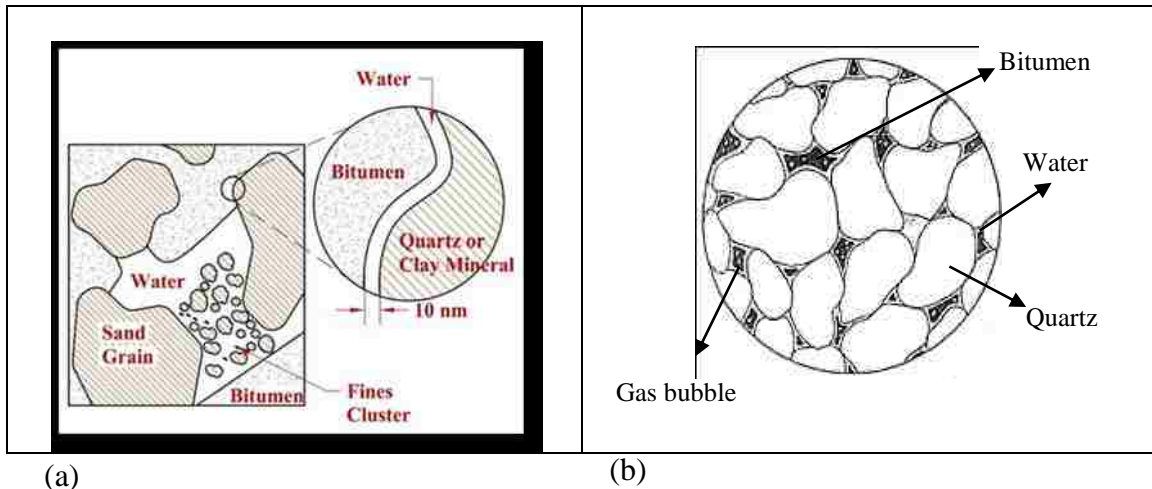 Water
Bitumen
Quartz or
Clay Mineral
10 nm
Water
Sand
Grain
Bitumen
Fines
Cluster
(a)
Bitumen
Water
Quartz
Gas bubble
(b)